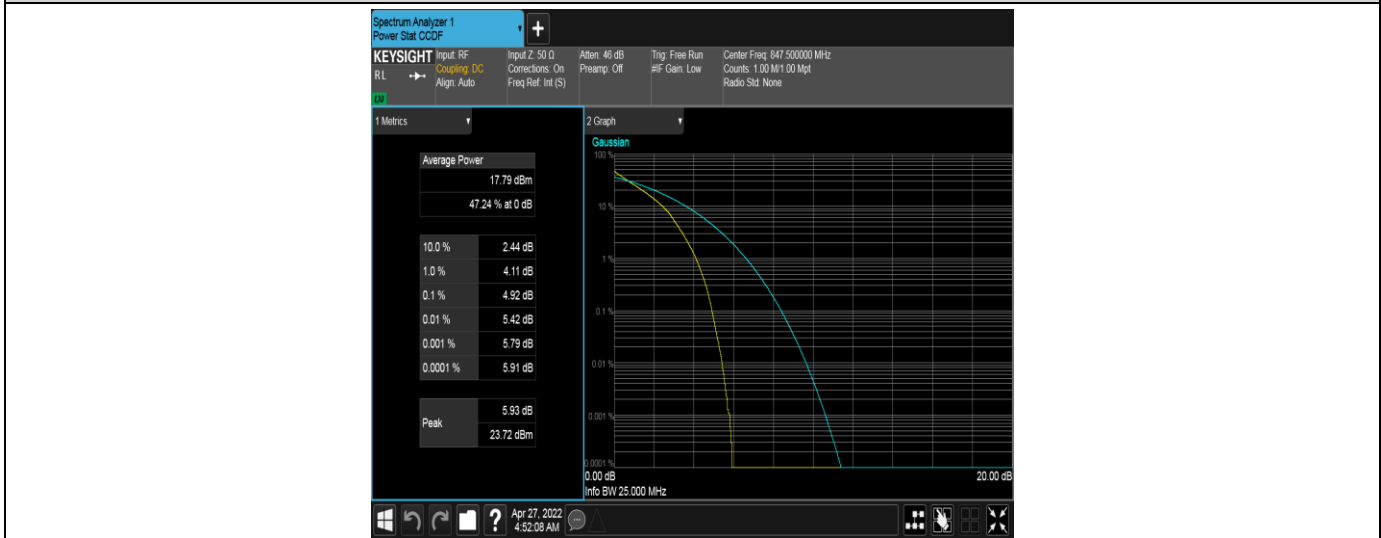 Spectrum Analyzer 1
Power Stat CCDF
+
KEYSIGHT
RL
Input: RF
Coupling: DC
Align: Auto
Input Z: 50 Ω
Corrections: On
Freq Ref: Int (S)
Atten: 46 dB
Preamp: Off
Trig: Free Run
#IF Gain: Low
Center Freq: 847.500000 MHz
Counts: 1.00 M/1.00 Mpt
Radio Std: None
1 Metrics
Average Power
17.79 dBm
47.24 % at 0 dB
10.0 % 2.44 dB
1.0 % 4.11 dB
0.1 % 4.92 dB
0.01 % 5.42 dB
0.001 % 5.79 dB
0.0001 % 5.91 dB
Peak
5.93 dB
23.72 dBm
2 Graph
Gaussian
100 %
10 %
1 %
0.1 %
0.01 %
0.001 %
0.0001 %
0.00 dB
20.00 dB
Info BW 25.000 MHz
?
Apr 27, 2022
4:52:08 AM